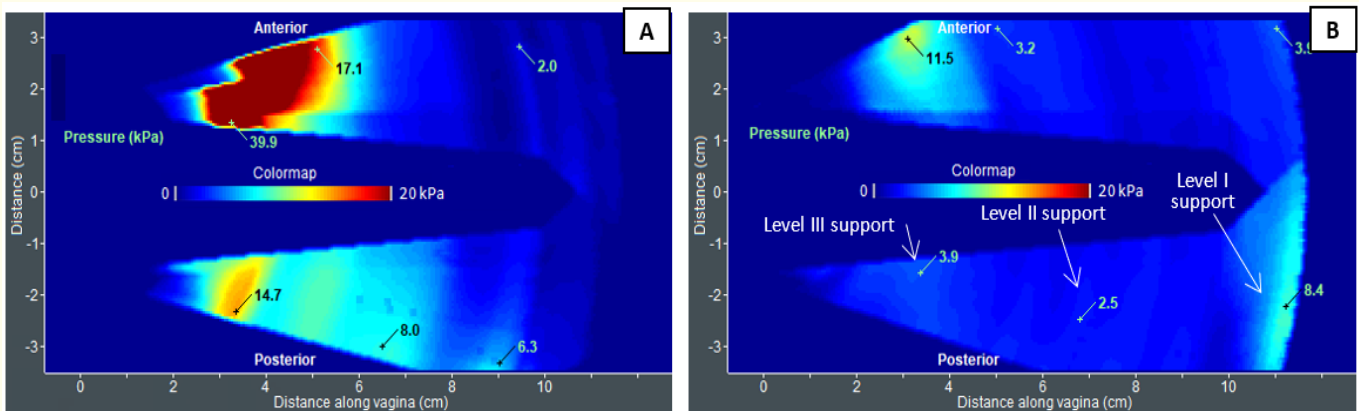 A
Anterior
17.1
2.0
39.9
Pressure (kPa)
Colormap
0
20 kPa
14.7
8.0
6.3
Posterior
Distance (cm)
3
2
1
0
-1
-2
-3
0 2 4 6 8 10
Distance along vagina (cm)
B
Anterior
11.5
3.2
Pressure (kPa)
Colormap
0
20 kPa
Level I
support
Level II support
Level III support
3.9
2.5
8.4
Posterior
Distance (cm)
3
2
1
0
-1
-2
-3
0 2 4 6 8 10 12
Distance along vagina (cm)